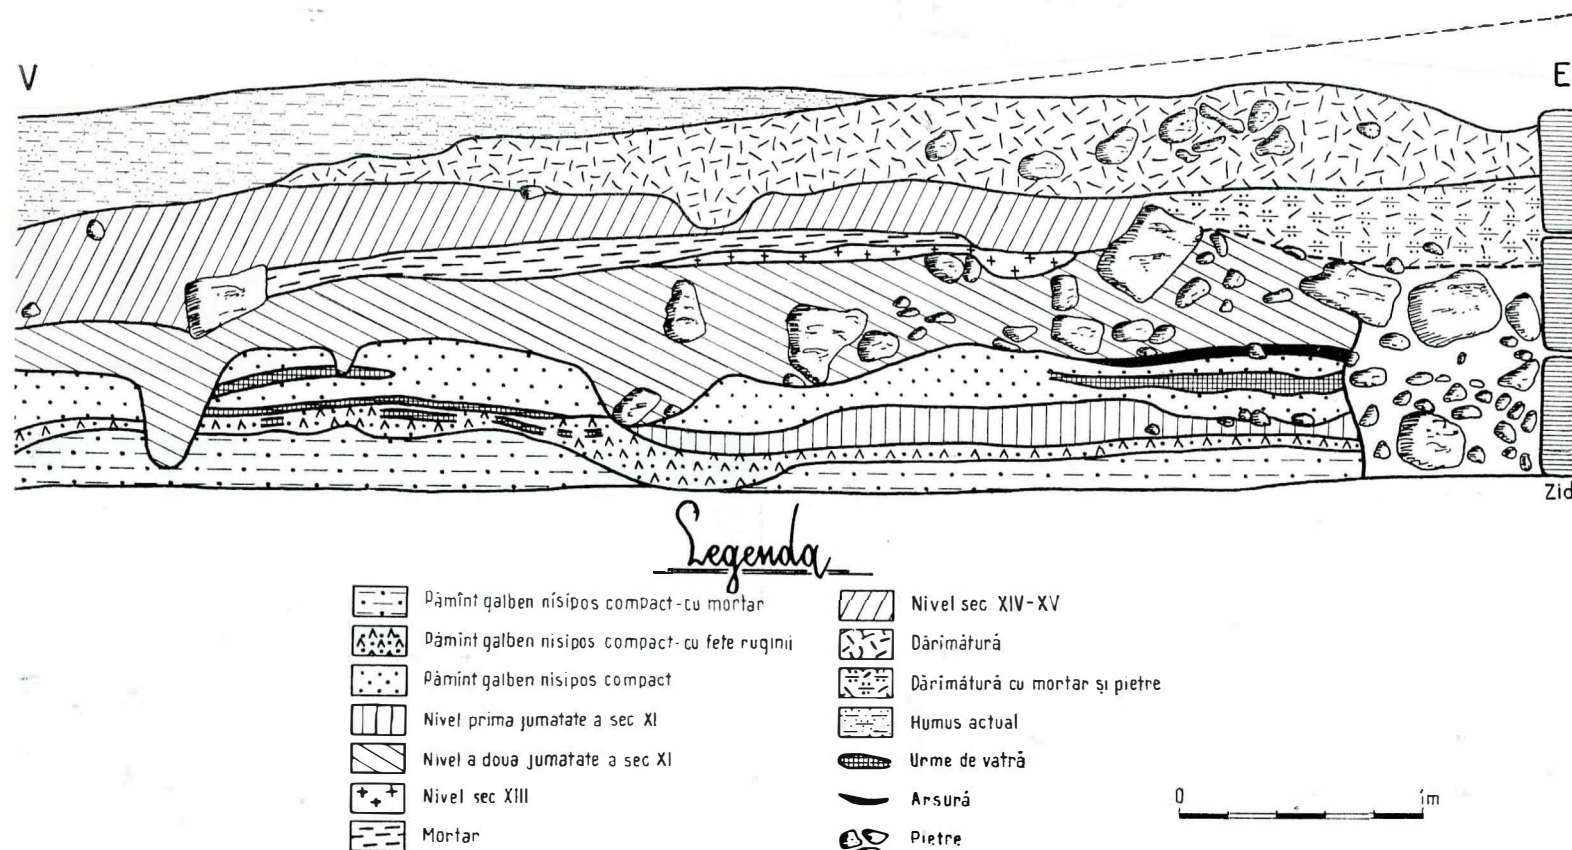 V
E
Zid
Legenda
Pămînt galben nisipos compact-cu mortar
Pămînt galben nisipos compact-cu fete ruginii
Pămînt galben nisipos compact
Nivel prima jumatate a sec XI
Nivel a doua jumatate a sec XI
Nivel sec XIII
Mortar
Nivel sec XIV-XV
Dărîmătură
Dărîmătură cu mortar și pietre
Humus actual
Urme de vatră
Arsură
Pietre
0 1m